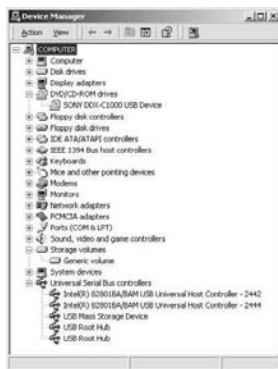 Device Manager
Action View
COMPUTER
Computer
Disk drives
Display adapters
DVD/CD-ROM drives
SONY DDX-C1000 USB Device
Floppy disk controllers
Floppy disk drives
IDE ATA/ATAPI controllers
IEEE 1394 Bus host controllers
Keyboards
Mice and other pointing devices
Modems
Monitors
Network adapters
PCMCIA adapters
Ports (COM & LPT)
Sound, video and game controllers
Storage volumes
Generic volume
System devices
Universal Serial Bus controllers
Intel(R) 82801BA/BAM USB Universal Host Controller - 2442
Intel(R) 82801BA/BAM USB Universal Host Controller - 2444
USB Mass Storage Device
USB Root Hub
USB Root Hub